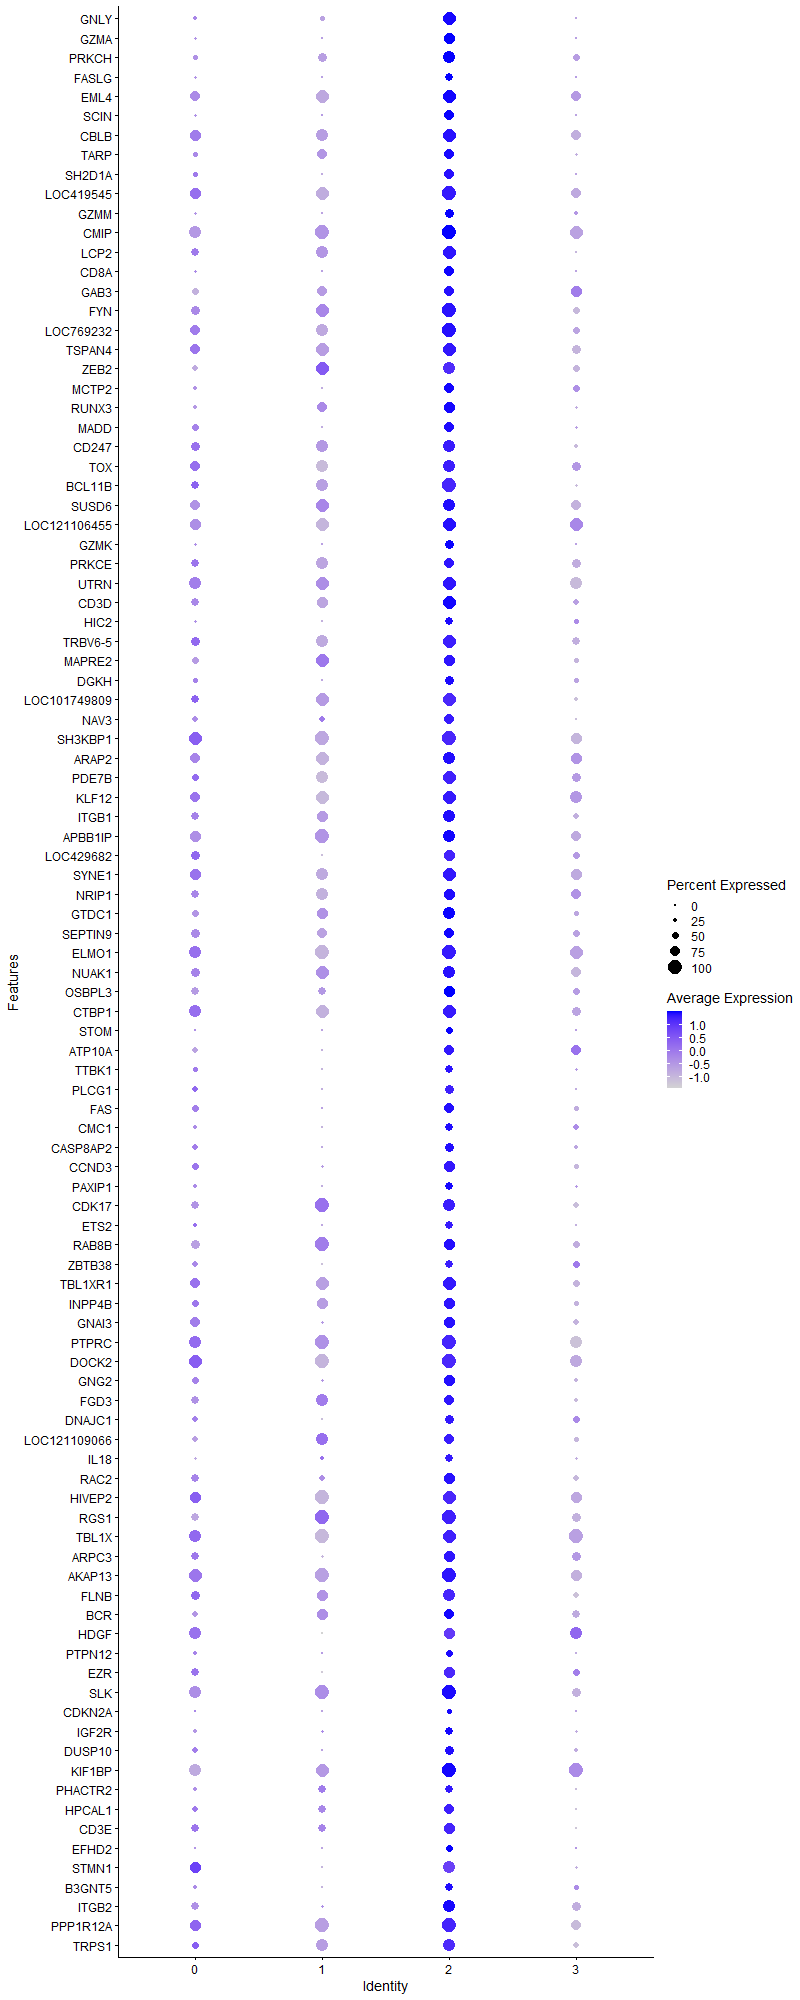 GNLY
GZMA
PRKCH
FASLG
EML4
SCIN
CBLB
TARP
SH2D1A
LOC419545
GZMM
CMIP
LCP2
CD8A
GAB3
FYN
LOC769232
TSPAN4
ZEB2
MCTP2
RUNX3
MADD
CD247
TOX
BCL11B
SUSD6
LOC121106455
GZMK
PRKCE
UTRN
CD3D
HIC2
TRBV6-5
MAPRE2
DGKH
LOC101749809
NAV3
SH3KBP1
ARAP2
PDE7B
KLF12
ITGB1
APBB1IP
LOC429682
SYNE1
NRIP1
GTDC1
SEPTIN9
ELMO1
NUAK1
OSBPL3
CTBP1
STOM
ATP10A
TTBK1
PLCG1
FAS
CMC1
CASP8AP2
CCND3
PAXIP1
CDK17
ETS2
RAB8B
ZBTB38
TBL1XR1
INPP4B
GNAI3
PTPRC
DOCK2
GNG2
FGD3
DNAJC1
LOC121109066
IL18
RAC2
HIVEP2
RGS1
TBL1X
ARPC3
AKAP13
FLNB
BCR
HDGF
PTPN12
EZR
SLK
CDKN2A
IGF2R
DUSP10
KIF1BP
PHACTR2
HPCAL1
CD3E
EFHD2
STMN1
B3GNT5
ITGB2
PPP1R12A
TRPS1
Features
0 1 2 3
Identity
Percent Expressed
0
25
50
75
100
Average Expression
1.0
0.5
0.0
-0.5
-1.0